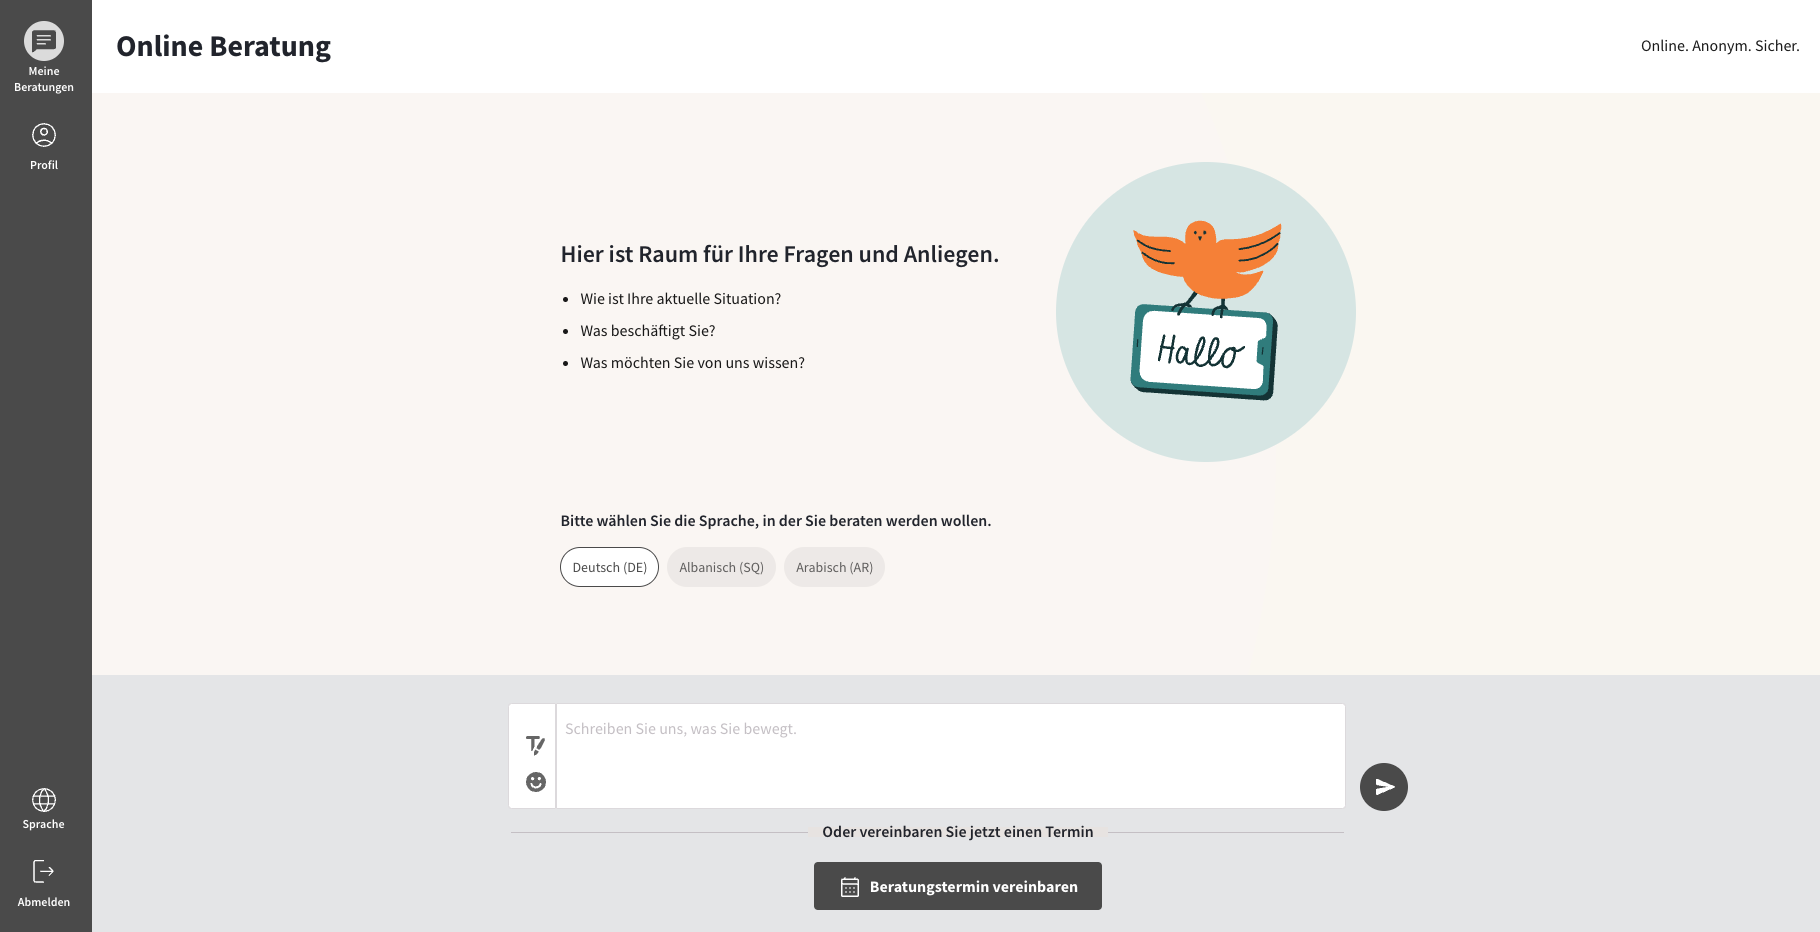 Meine
Beratungen
Profil
Sprache
Abmelden
Online Beratung
Online. Anonym. Sicher.
Hier ist Raum für Ihre Fragen und Anliegen.
• Wie ist Ihre aktuelle Situation?
• Was beschäftigt Sie?
• Was möchten Sie von uns wissen?
Hallo
Bitte wählen Sie die Sprache, in der Sie beraten werden wollen.
Deutsch (DE) Albanisch (SQ) Arabisch (AR)
Schreiben Sie uns, was Sie bewegt.
Oder vereinbaren Sie jetzt einen Termin
Beratungstermin vereinbaren